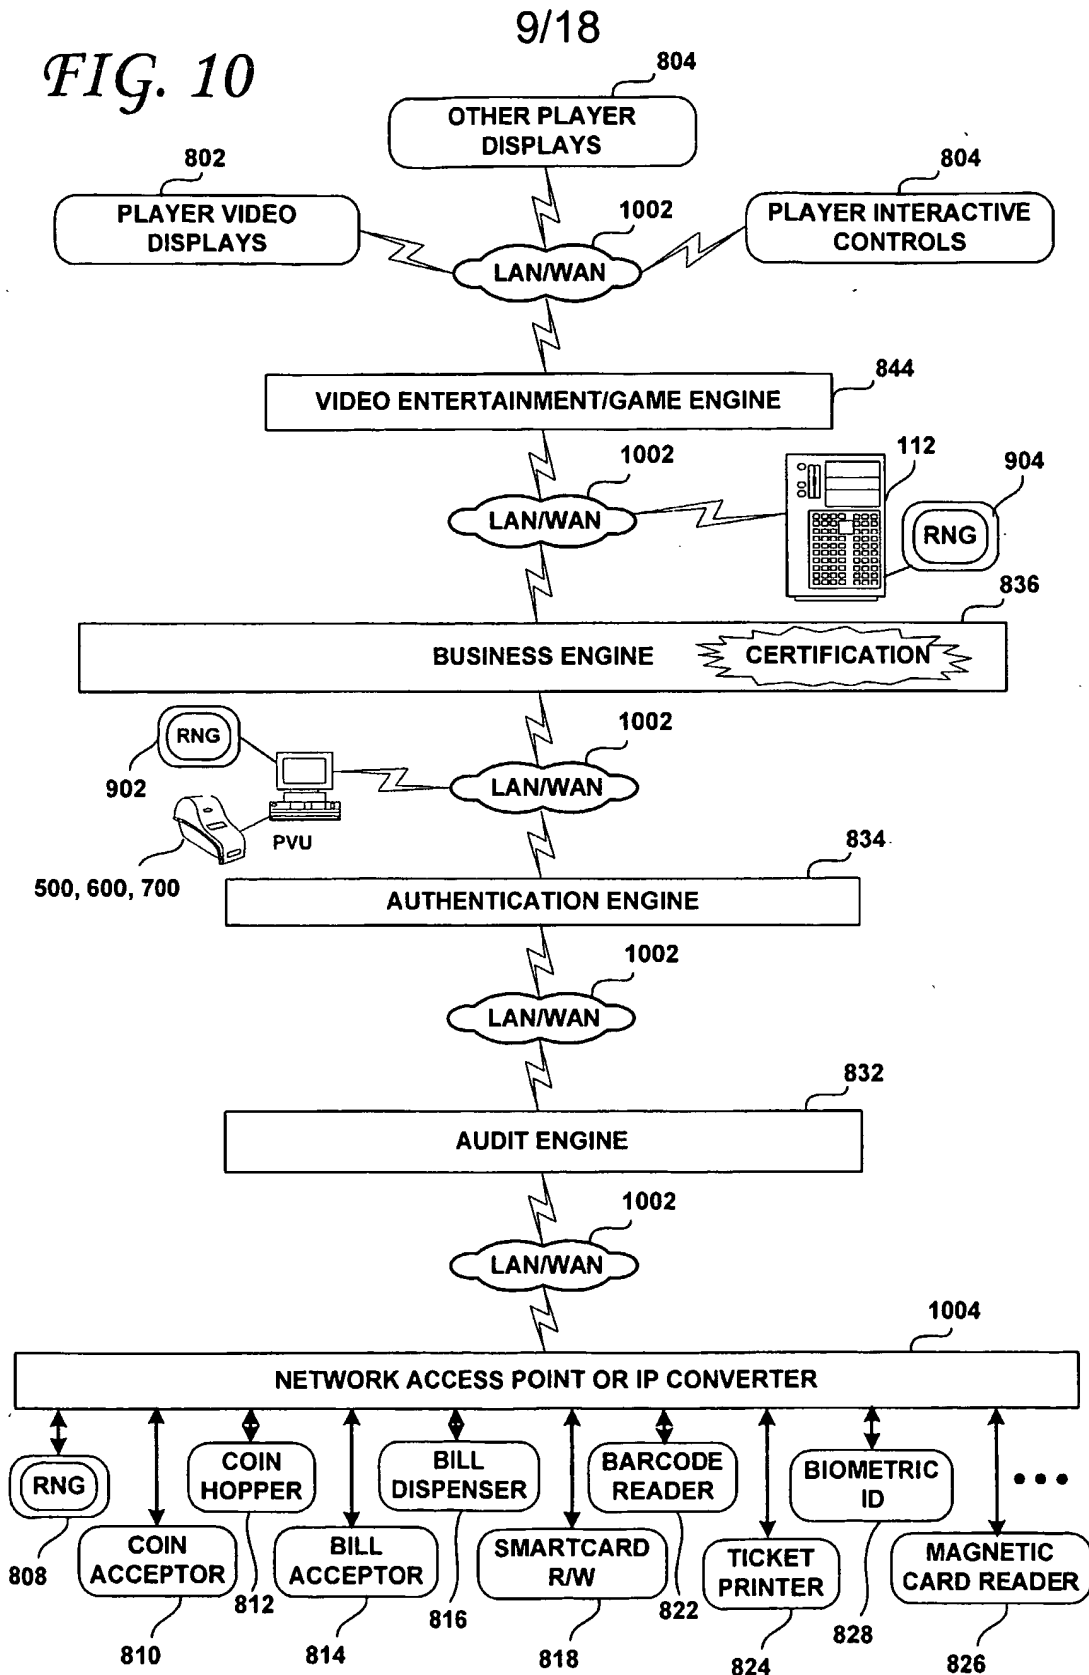 9/18
FIG. 10
804
OTHER PLAYER
DISPLAYS
802
PLAYER VIDEO
DISPLAYS
804
PLAYER INTERACTIVE
CONTROLS
1002
LAN/WAN
844
VIDEO ENTERTAINMENT/GAME ENGINE
1002
LAN/WAN
112
904
RNG
836
BUSINESS ENGINE
CERTIFICATION
RNG
902
1002
LAN/WAN
PVU
500, 600, 700
834
AUTHENTICATION ENGINE
1002
LAN/WAN
832
AUDIT ENGINE
1002
LAN/WAN
1004
NETWORK ACCESS POINT OR IP CONVERTER
RNG
808
COIN
ACCEPTOR
810
COIN
HOPPER
812
BILL
ACCEPTOR
814
BILL
DISPENSER
816
SMARTCARD
R/W
818
BARCODE
READER
822
TICKET
PRINTER
824
BIOMETRIC
ID
828
MAGNETIC
CARD READER
826